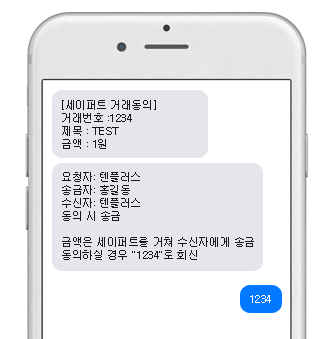 [세이퍼트 거래동의]
거래번호 :1234
제목 : TEST
금액 : 1원
요청자: 텐플러스
송금자: 홍길동
수신자: 텐플러스
동의 시 송금
금액은 세이퍼트를 거쳐 수신자에게 송금
동의하실 경우 "1234"로 회신
1234